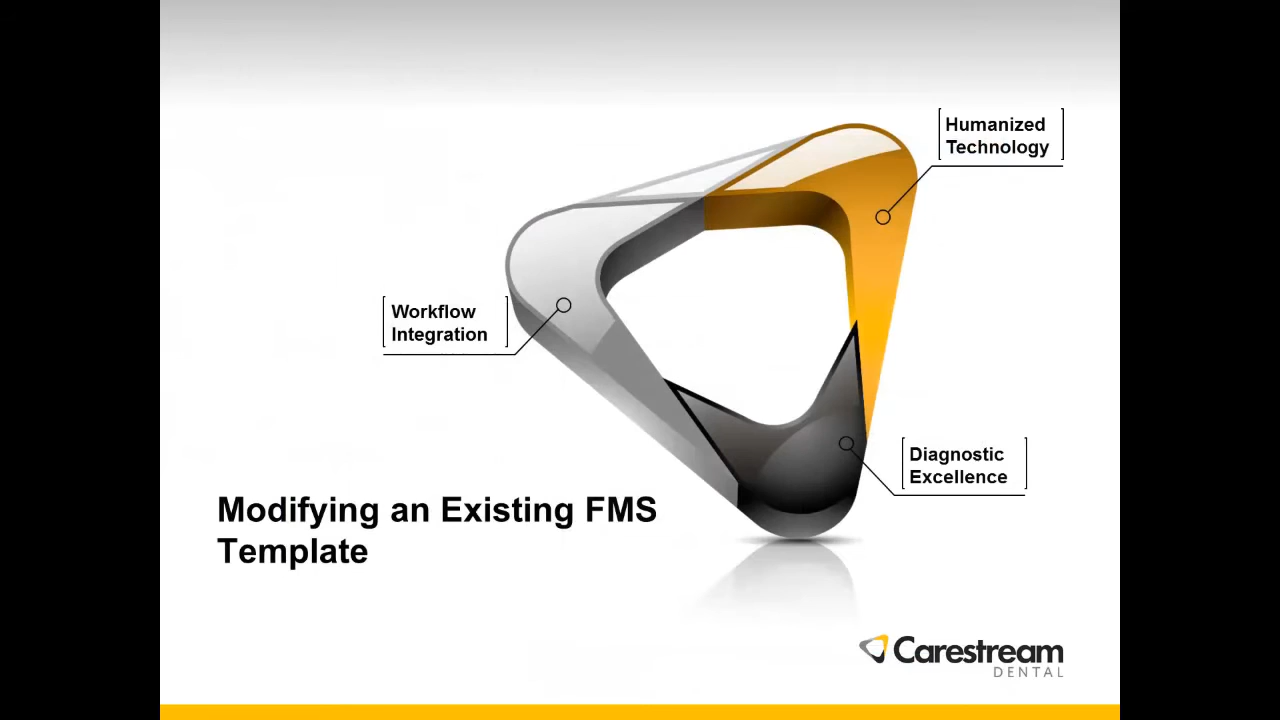 Humanized
Technology
Workflow
Integration
Diagnostic
Excellence
Modifying an Existing FMS
Template
Carestream
DENTAL